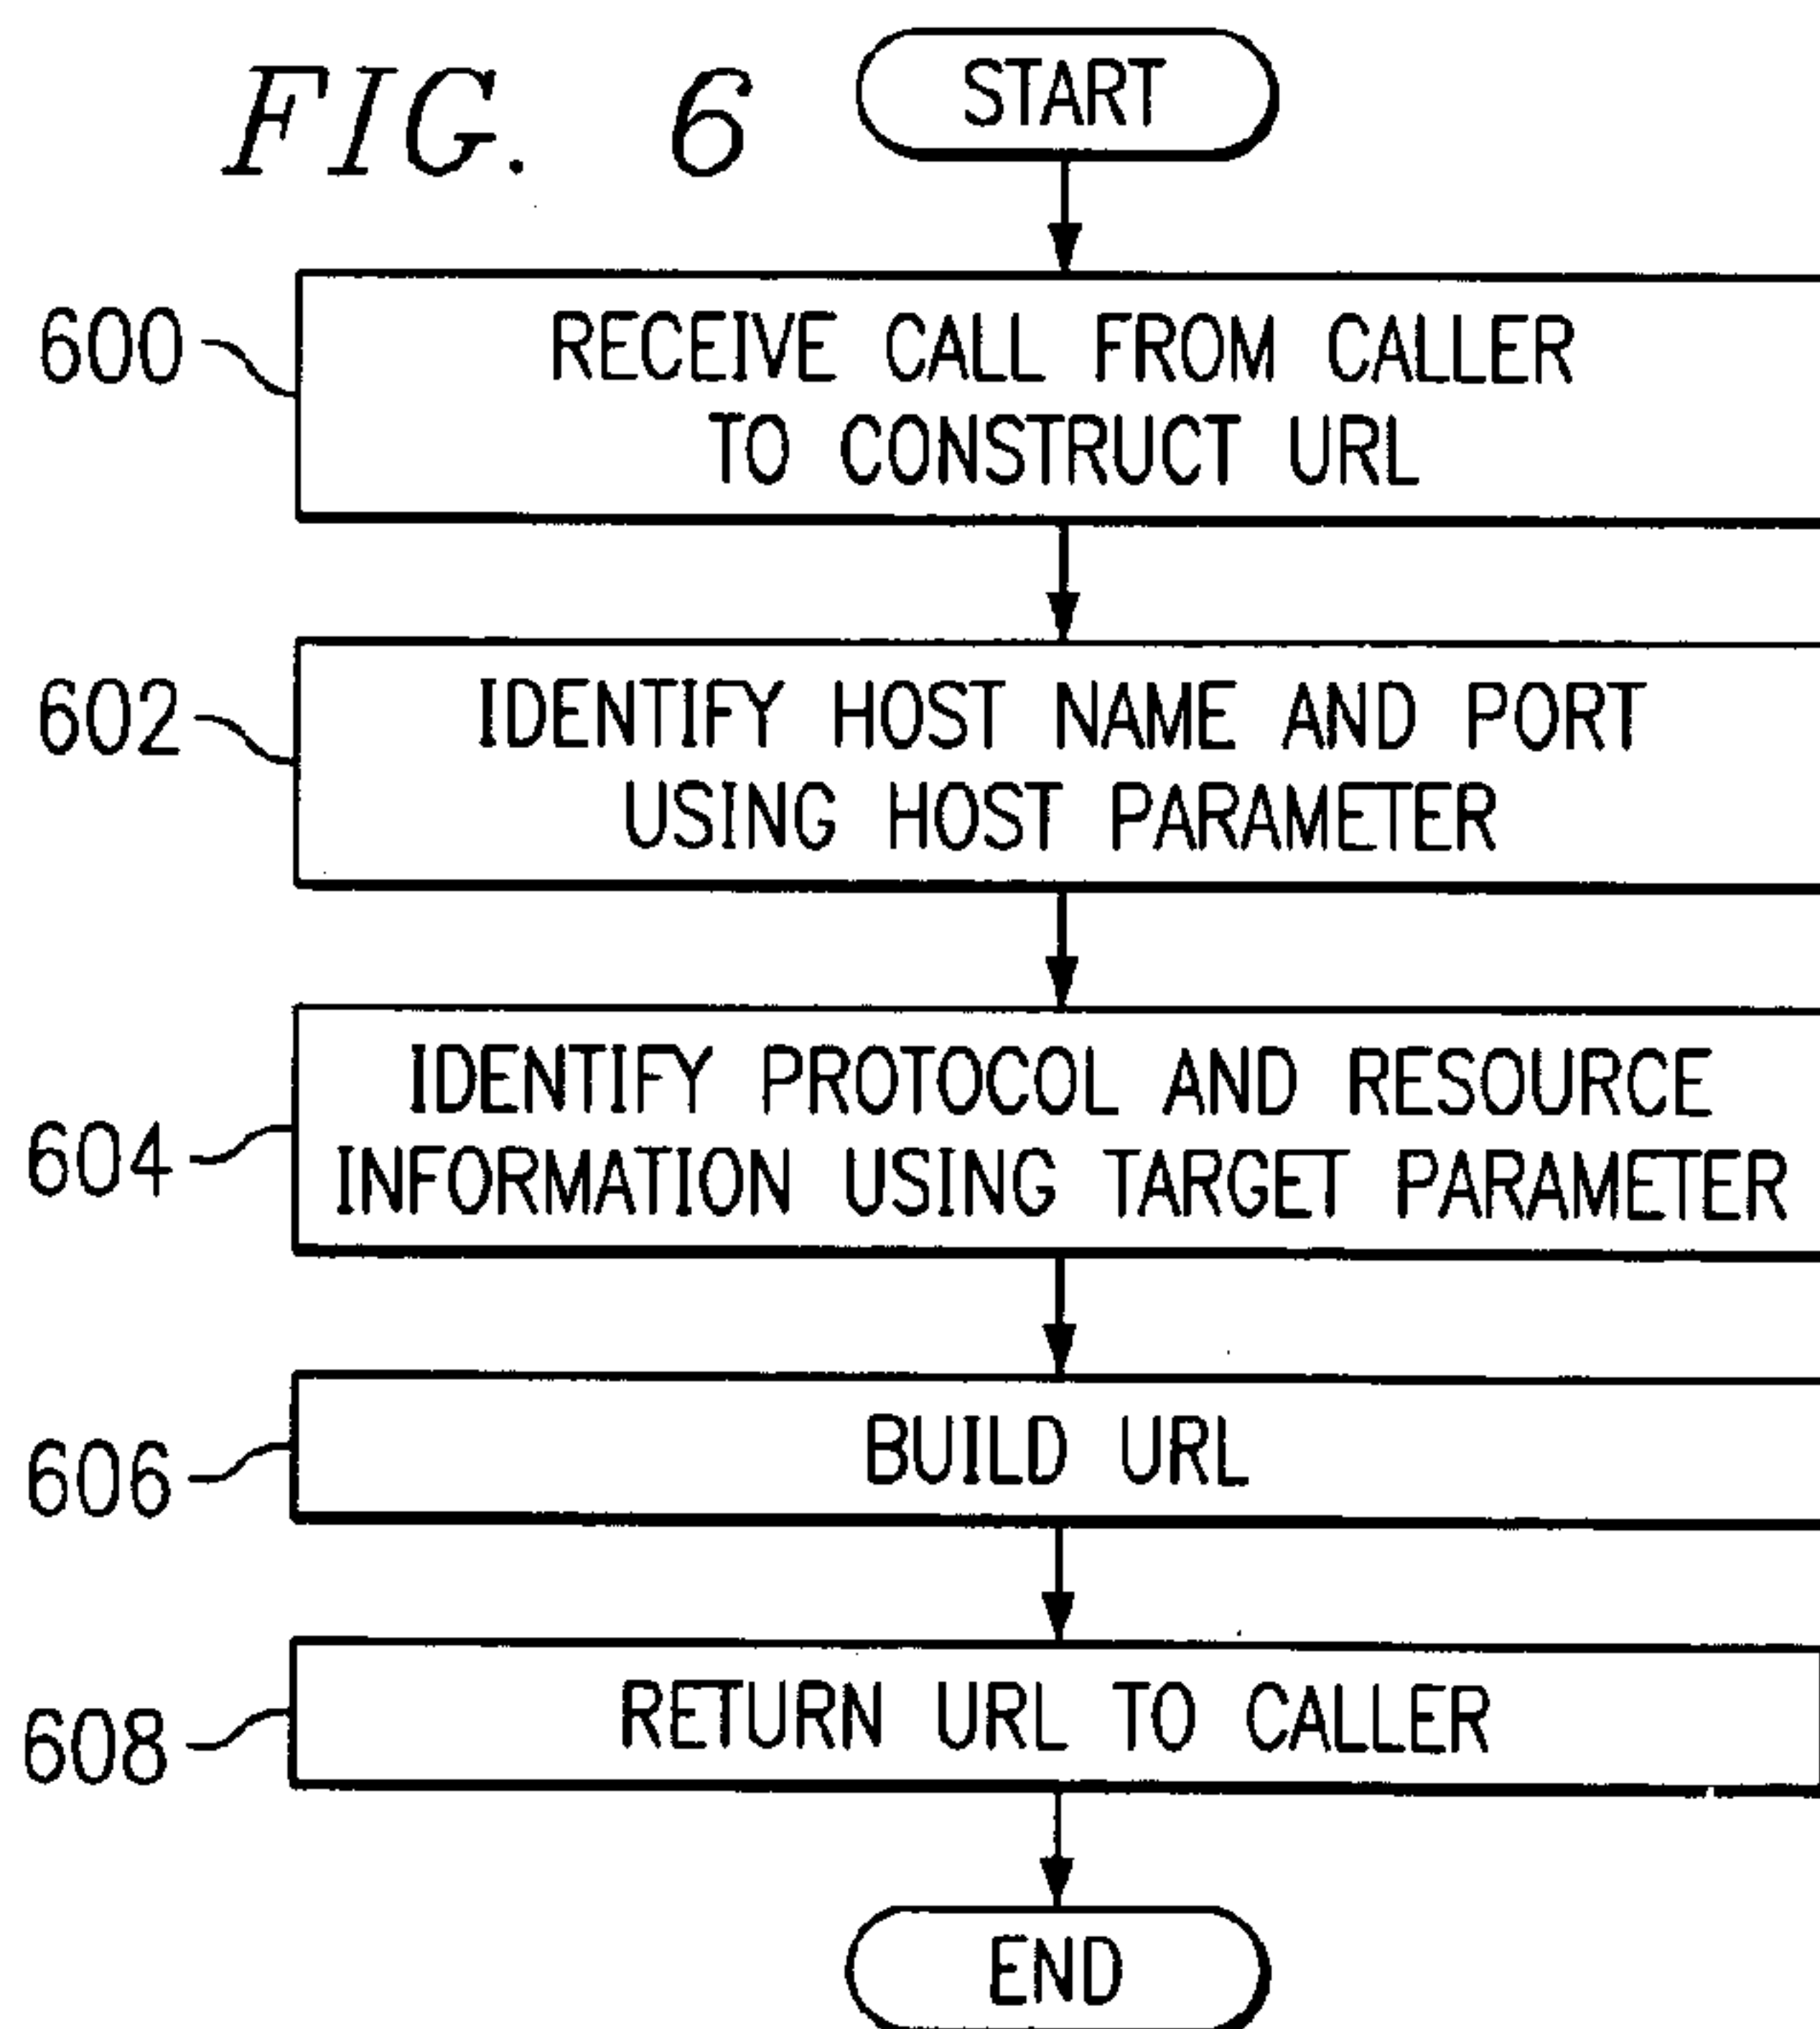 FIG. 6
START
600
RECEIVE CALL FROM CALLER
TO CONSTRUCT URL
602
IDENTIFY HOST NAME AND PORT
USING HOST PARAMETER
604
IDENTIFY PROTOCOL AND RESOURCE
INFORMATION USING TARGET PARAMETER
606
BUILD URL
608
RETURN URL TO CALLER
END